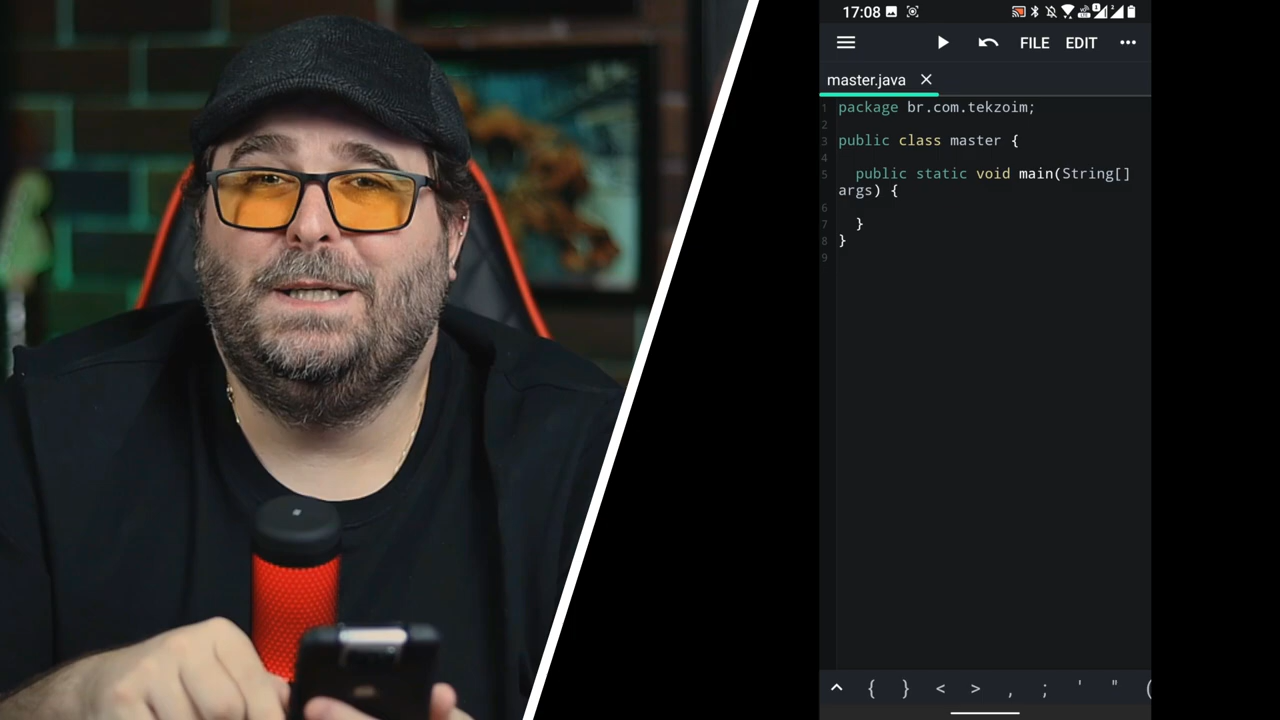 17:08
FILE EDIT
master.java
1 package br.com.tekzoim;
2
3 public class master {
4
5 public static void main(String[]
args) {
6
7 }
8 }
9
{ } < > , ; ' " (